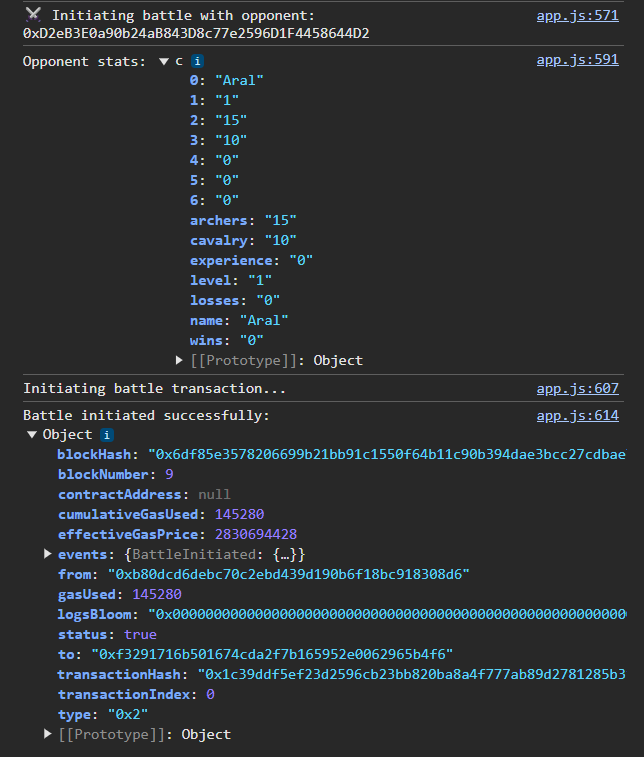 ⚔️ Initiating battle with opponent: app.js:571
0xD2eB3E0a90b24aB843D8c77e2596D1F4458644D2
Opponent stats: ▼ c i app.js:591
0: "Aral"
1: "1"
2: "15"
3: "10"
4: "0"
5: "0"
6: "0"
archers: "15"
cavalry: "10"
experience: "0"
level: "1"
losses: "0"
name: "Aral"
wins: "0"
▶ [[Prototype]]: Object
Initiating battle transaction... app.js:607
Battle initiated successfully: app.js:614
▼ Object i
blockHash: "0x6df85e3578206699b21bb91c1550f64b11c90b394dae3bcc27cdbae
blockNumber: 9
contractAddress: null
cumulativeGasUsed: 145280
effectiveGasPrice: 2830694428
▶ events: {BattleInitiated: {…}}
from: "0xb80dcd6debc70c2ebd439d190b6f18bc918308d6"
gasUsed: 145280
logsBloom: "0x00000000000000000000000000000000000000000000000000000000
status: true
to: "0xf3291716b501674cda2f7b165952e0062965b4f6"
transactionHash: "0x1c39ddf5ef23d2596cb23bb820ba8a4f777ab89d2781285b3
transactionIndex: 0
type: "0x2"
▶ [[Prototype]]: Object